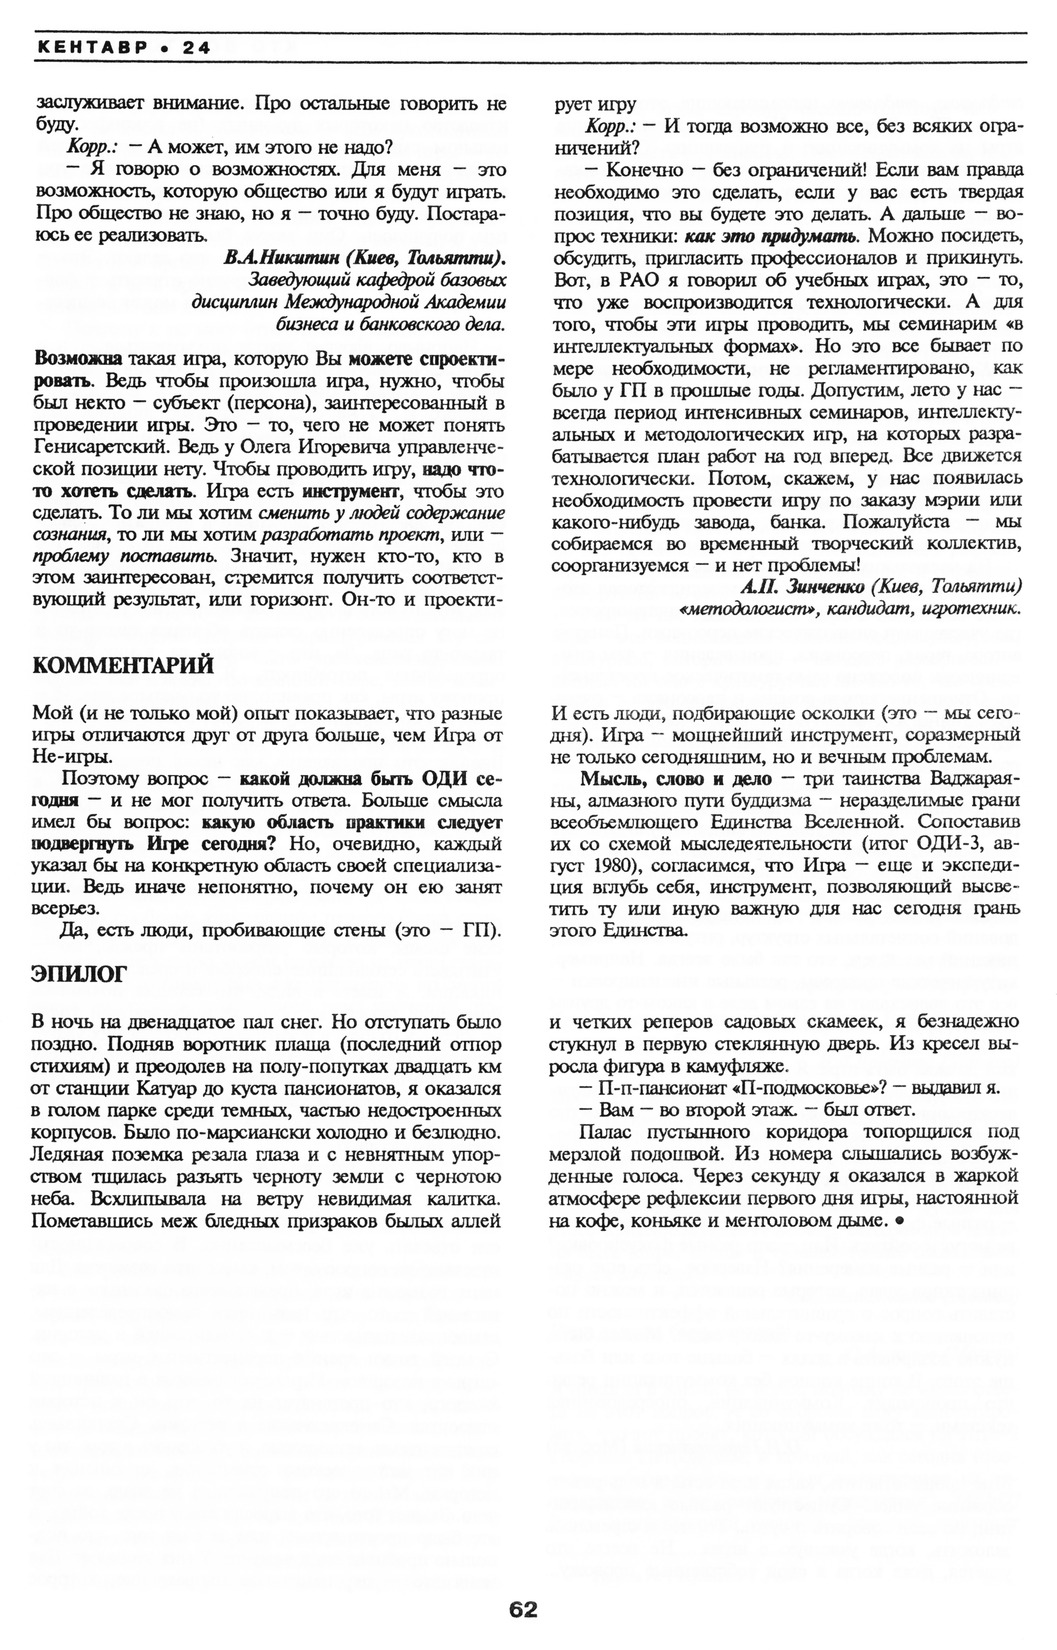 КЕНТАВР • 24
заслуживает внимание. Про остальные говорить не
буду.
Корр.: — А может, им этого не надо?
— Я говорю о возможностях. Для меня — это
возможность, которую общество или я будут играть.
Про общество не знаю, но я — точно буду. Постара-
юсь ее реализовать.
В.А.Никитин (Киев, Тольятти).
Заведующий кафедрой базовых
дисциплин Международной Академии
бизнеса и банковского дела.
Возможна такая игра, которую Вы можете спроекти-
ровать. Ведь чтобы произошла игра, нужно, чтобы
был некто — субъект (персона), заинтересованный в
проведении игры. Это — то, чего не может понять
Генисаретский. Ведь у Олега Игоревича управленче-
ской позиции нету. Чтобы проводить игру, надо что-
то хотеть сделать. Игра есть инструмент, чтобы это
сделать. То ли мы хотим сменить у людей содержание
сознания, то ли мы хотим разработать проект, или —
проблему поставить. Значит, нужен кто-то, кто в
этом заинтересован, стремится получить соответст-
вующий результат, или горизонт. Он-то и проекти-
рует игру
Корр.: — И тогда возможно все, без всяких огра-
ничений?
— Конечно — без ограничений! Если вам правда
необходимо это сделать, если у вас есть твердая
позиция, что вы будете это делать. А дальше — во-
прос техники: как это придумать. Можно посидеть,
обсудить, пригласить профессионалов и прикинуть.
Вот, в РАО я говорил об учебных играх, это — то,
что уже воспроизводится технологически. А для
того, чтобы эти игры проводить, мы семинарим «в
интеллектуальных формах». Но это все бывает по
мере необходимости, не регламентировано, как
было у ГП в прошлые годы. Допустим, лето у нас —
всегда период интенсивных семинаров, интеллекту-
альных и методологических игр, на которых разра-
батывается план работ на год вперед. Все движется
технологически. Потом, скажем, у нас появилась
необходимость провести игру по заказу мэрии или
какого-нибудь завода, банка. Пожалуйста — мы
собираемся во временный творческий коллектив,
соорганизуемся — и нет проблемы!
А.П. Зинченко (Киев, Тольятти)
«методологист», кандидат, игротехник.
КОММЕНТАРИЙ
Мой (и не только мой) опыт показывает, что разные
игры отличаются друг от друга больше, чем Игра от
Не-игры.
Поэтому вопрос — какой должна быть ОДИ се-
годня — и не мог получить ответа. Больше смысла
имел бы вопрос: какую область практики следует
подвергнуть Игре сегодня? Но, очевидно, каждый
указал бы на конкретную область своей специализа-
ции. Ведь иначе непонятно, почему он ею занят
всерьез.
Да, есть люди, пробивающие стены (это — ГП).
И есть люди, подбирающие осколки (это — мы сего-
дня). Игра — мощнейший инструмент, соразмерный
не только сегодняшним, но и вечным проблемам.
Мысль, слово и дело — три таинства Ваджарая-
ны, алмазного пути буддизма — неразделимые грани
всеобъемлющего Единства Вселенной. Сопоставив
их со схемой мыследеятельности (итог ОДИ-3, ав-
густ 1980), согласимся, что Игра — еще и экспеди-
ция вглубь себя, инструмент, позволяющий высве-
тить ту или иную важную для нас сегодня грань
этого Единства.
ЭПИЛОГ
В ночь на двенадцатое пал снег. Но отступать было
поздно. Подняв воротник плаща (последний отпор
стихиям) и преодолев на полу-попутках двадцать км
от станции Катуар до куста пансионатов, я оказался
в голом парке среди темных, частью недостроенных
корпусов. Было по-марсиански холодно и безлюдно.
Ледяная поземка резала глаза и с невнятным упор-
ством тщилась разъять черноту земли с чернотою
неба. Всхлипывала на ветру невидимая калитка.
Пометавшись меж бледных призраков былых аллей
и четких реперов садовых скамеек, я безнадежно
стукнул в первую стеклянную дверь. Из кресел вы-
росла фигура в камуфляже.
— П-п-пансионат «П-подмосковье»? — выдавил я.
— Вам — во второй этаж. — был ответ.
Палас пустынного коридора топорщился под
мерзлой подошвой. Из номера слышались возбуж-
денные голоса. Через секунду я оказался в жаркой
атмосфере рефлексии первого дня игры, настоянной
на кофе, коньяке и ментоловом дыме. •
62